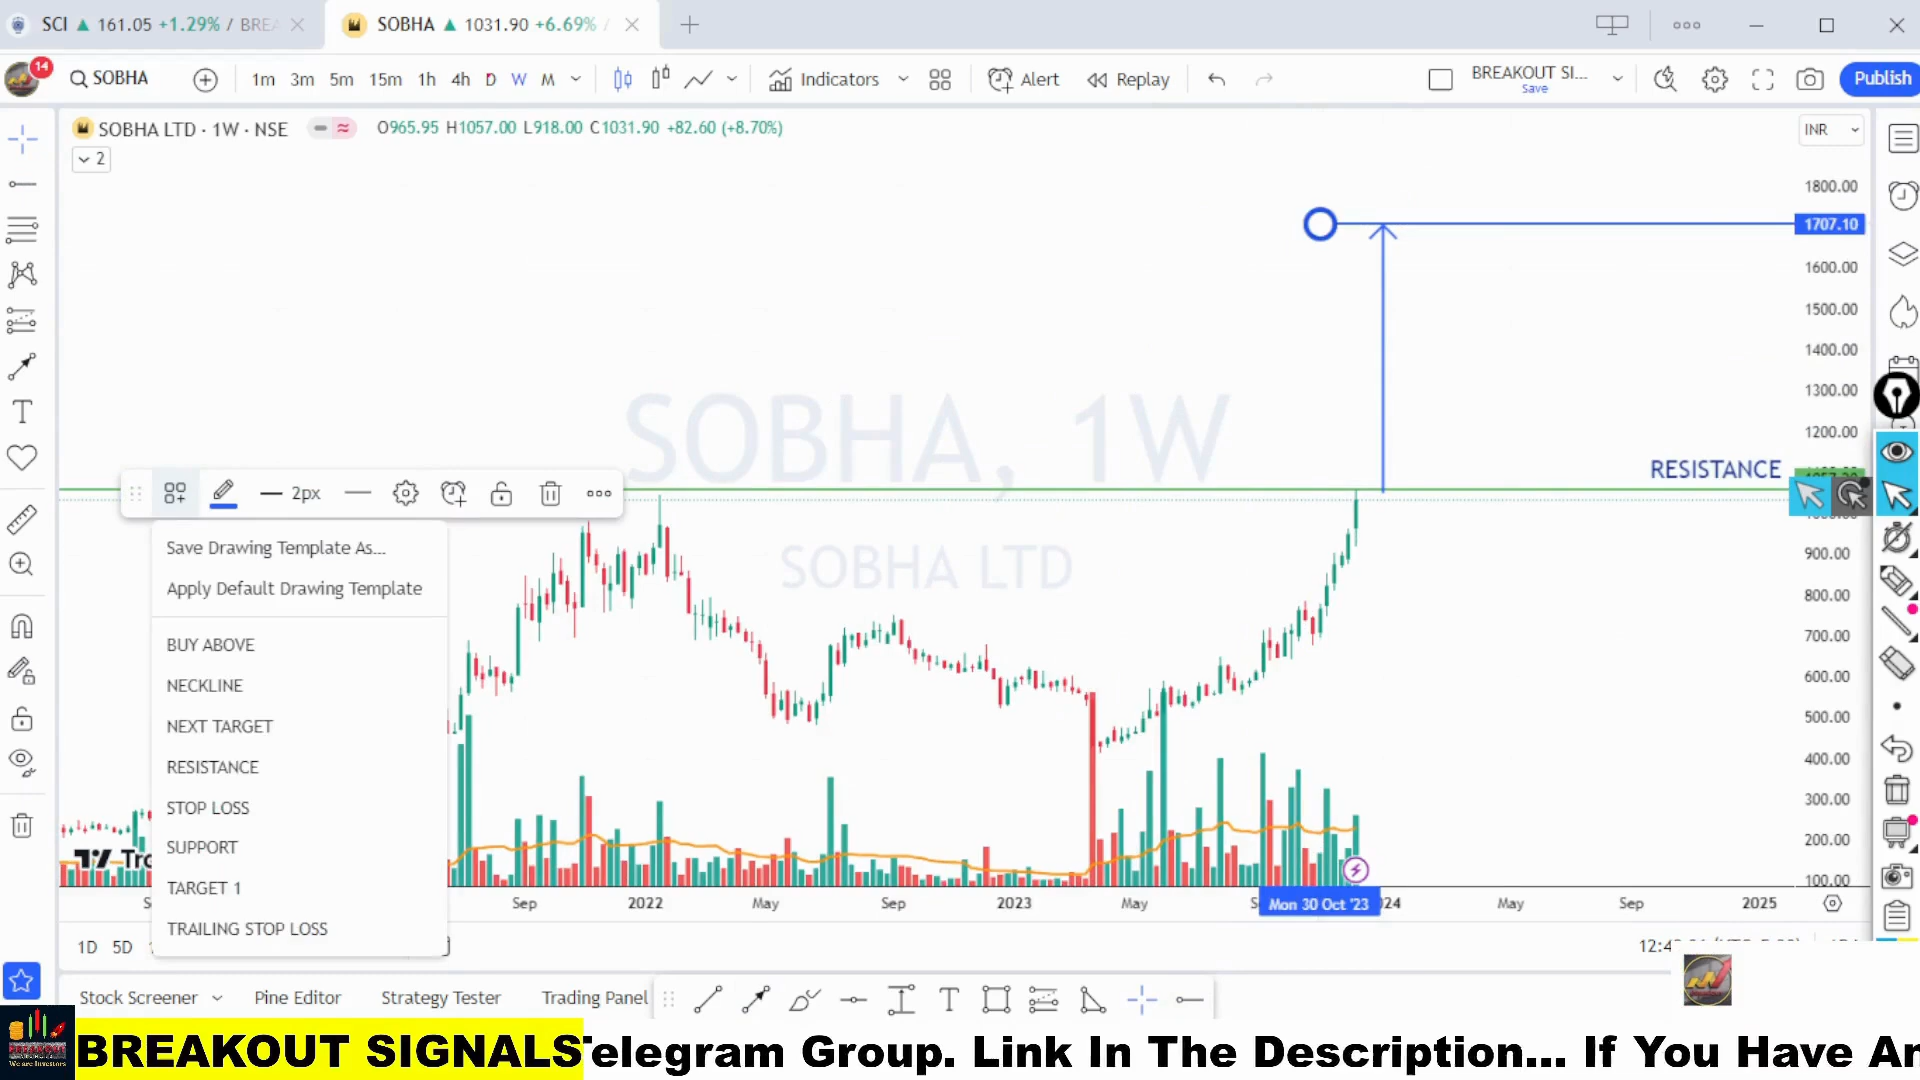 SCI ▲ 161.05 +1.29% / BREA
SOBHA ▲ 1031.90 +6.69% /
14
SOBHA
1m 3m 5m 15m 1h 4h D W M
Indicators
Alert
Replay
BREAKOUT SI...
Save
Publish
SOBHA LTD · 1W · NSE
O965.95 H1057.00 L918.00 C1031.90 +82.60 (+8.70%)
INR
2
1800.00
1707.10
1600.00
1500.00
1400.00
1300.00
1200.00
SOBHA, 1W
SOBHA LTD
RESISTANCE
2px
Save Drawing Template As...
Apply Default Drawing Template
BUY ABOVE
NECKLINE
NEXT TARGET
RESISTANCE
STOP LOSS
SUPPORT
TARGET 1
TRAILING STOP LOSS
900.00
800.00
700.00
600.00
500.00
400.00
300.00
200.00
100.00
Sep 2022 May Sep 2023 May Mon 30 Oct '23 May Sep 2025
1D 5D
Stock Screener
Pine Editor
Strategy Tester
Trading Panel
BREAKOUT SIGNALS
Telegram Group. Link In The Description... If You Have An